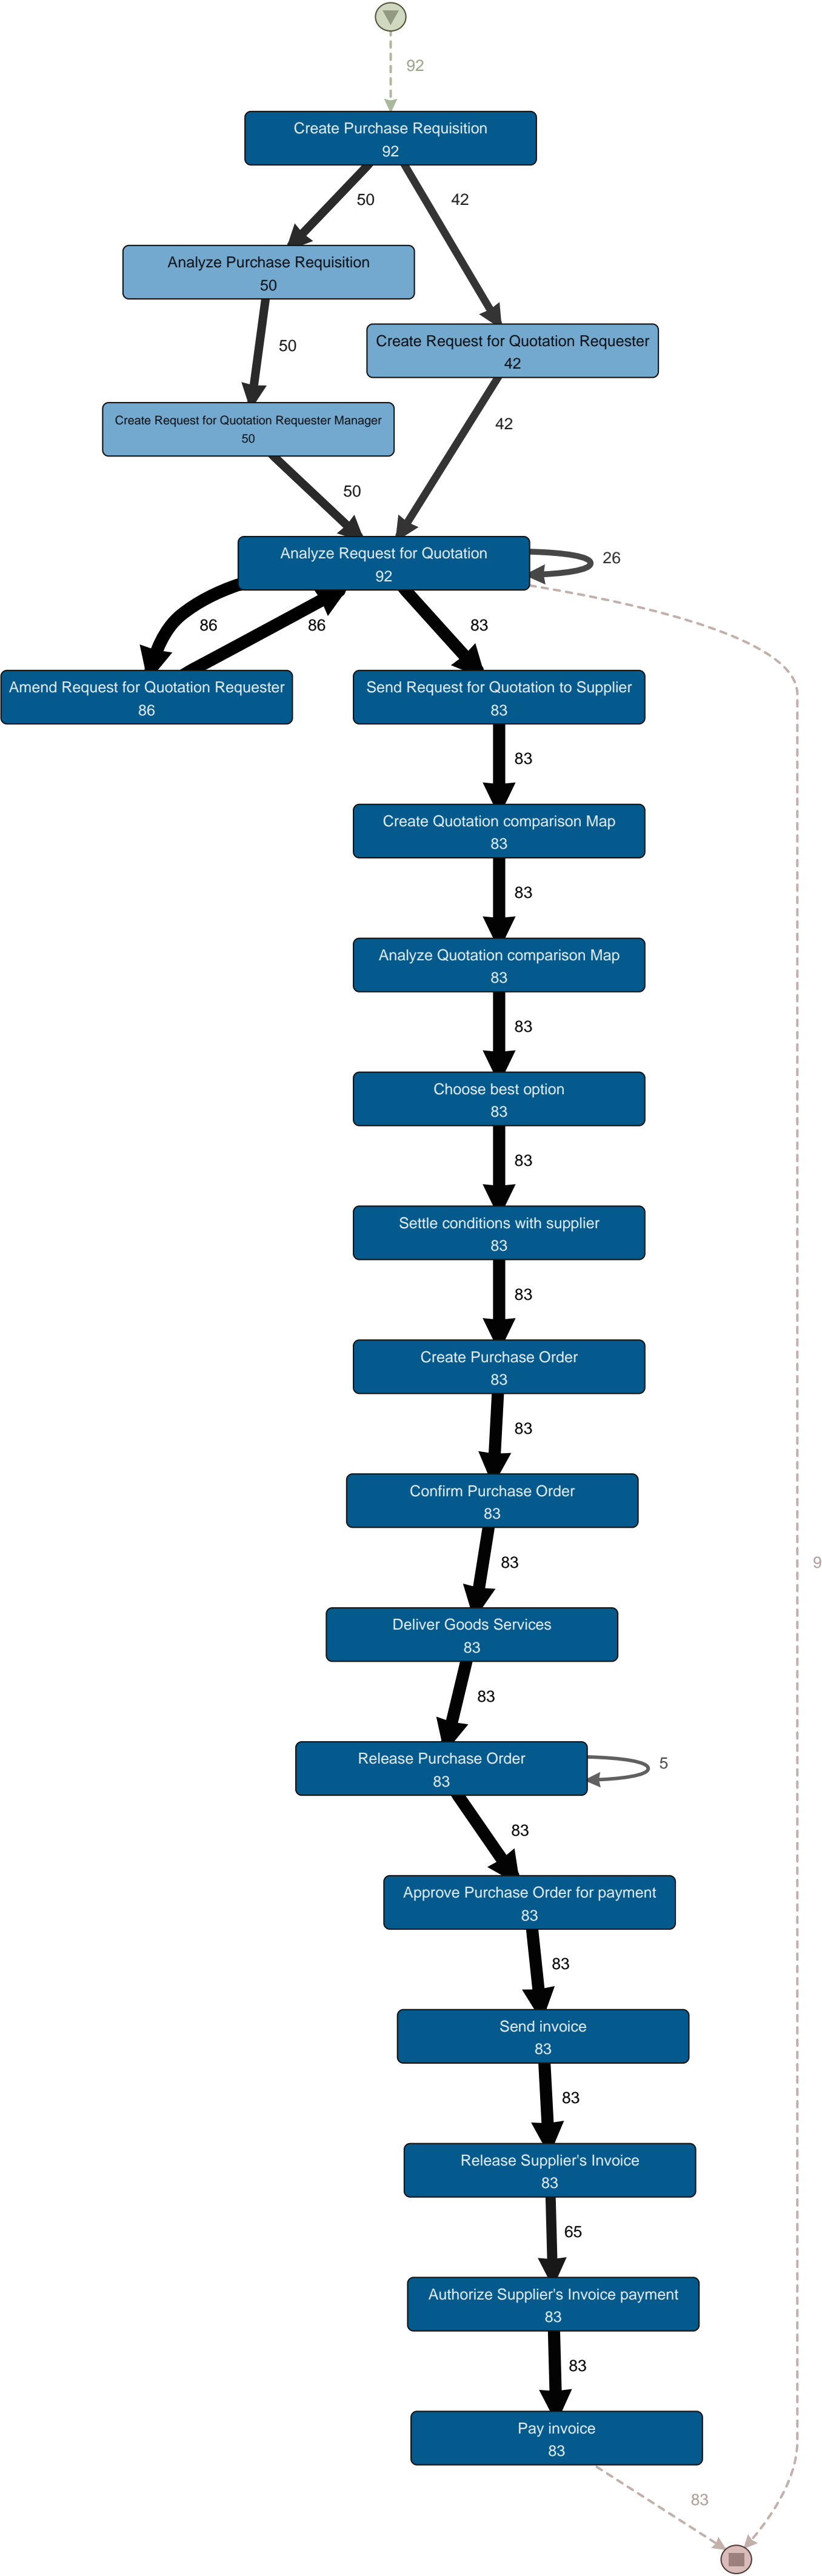 92
Create Purchase Requisition
92
50
42
Analyze Purchase Requisition
50
Create Request for Quotation Requester
42
50
Create Request for Quotation Requester Manager
50
42
50
Analyze Request for Quotation
92
26
86
86
83
Amend Request for Quotation Requester
86
Send Request for Quotation to Supplier
83
83
Create Quotation comparison Map
83
83
Analyze Quotation comparison Map
83
83
Choose best option
83
83
Settle conditions with supplier
83
83
Create Purchase Order
83
83
Confirm Purchase Order
83
83
9
Deliver Goods Services
83
83
Release Purchase Order
83
5
83
Approve Purchase Order for payment
83
83
Send invoice
83
83
Release Supplier's Invoice
83
65
Authorize Supplier's Invoice payment
83
83
Pay invoice
83
83